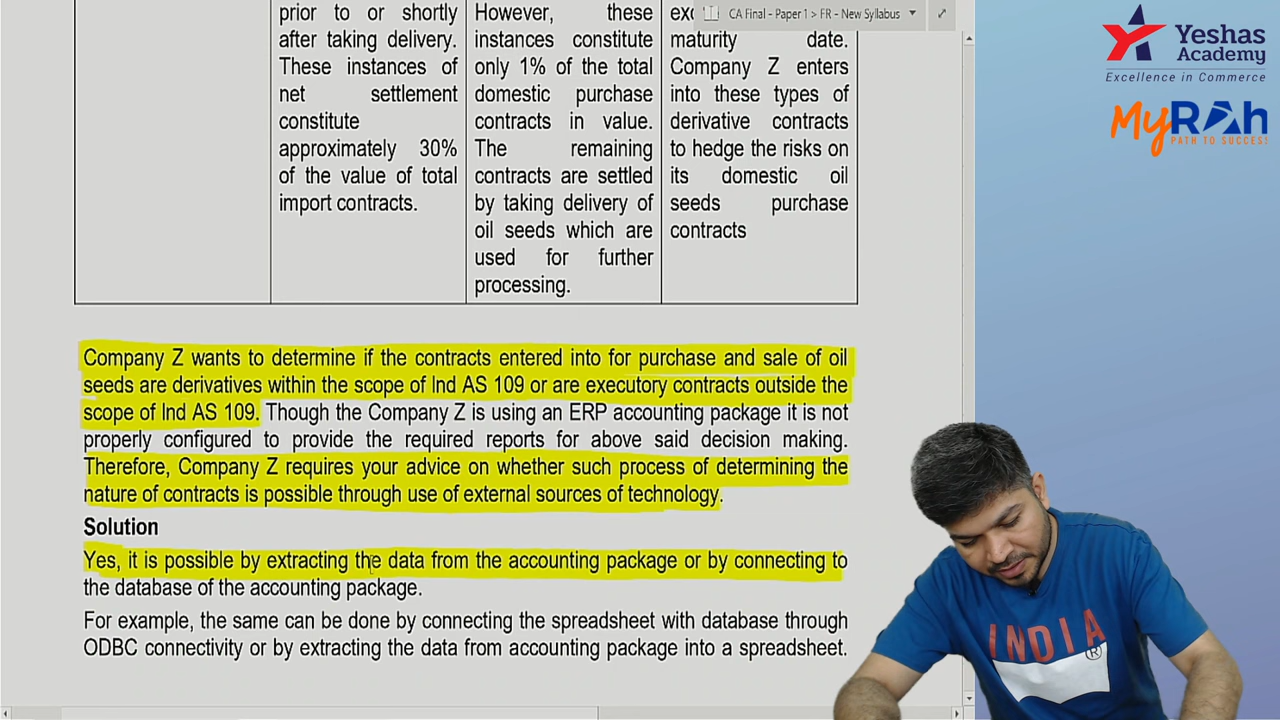 prior to or shortly
after taking delivery.
These instances of
net settlement
constitute
approximately 30%
of the value of total
import contracts.
However, these
instances constitute
only 1% of the total
domestic purchase
contracts in value.
The remaining
contracts are settled
by taking delivery of
oil seeds which are
used for further
processing.
maturity date.
Company Z enters
into these types of
derivative contracts
to hedge the risks on
its domestic oil
seeds purchase
contracts
CA Final - Paper 1 > FR - New Syllabus
Yeshas
Academy
Excellence in Commerce
MyRAh
PATH TO SUCCESS
Company Z wants to determine if the contracts entered into for purchase and sale of oil
seeds are derivatives within the scope of Ind AS 109 or are executory contracts outside the
scope of Ind AS 109. Though the Company Z is using an ERP accounting package it is not
properly configured to provide the required reports for above said decision making.
Therefore, Company Z requires your advice on whether such process of determining the
nature of contracts is possible through use of external sources of technology.
Solution
Yes, it is possible by extracting the data from the accounting package or by connecting to
the database of the accounting package.
For example, the same can be done by connecting the spreadsheet with database through
ODBC connectivity or by extracting the data from accounting package into a spreadsheet.
INDIA
®